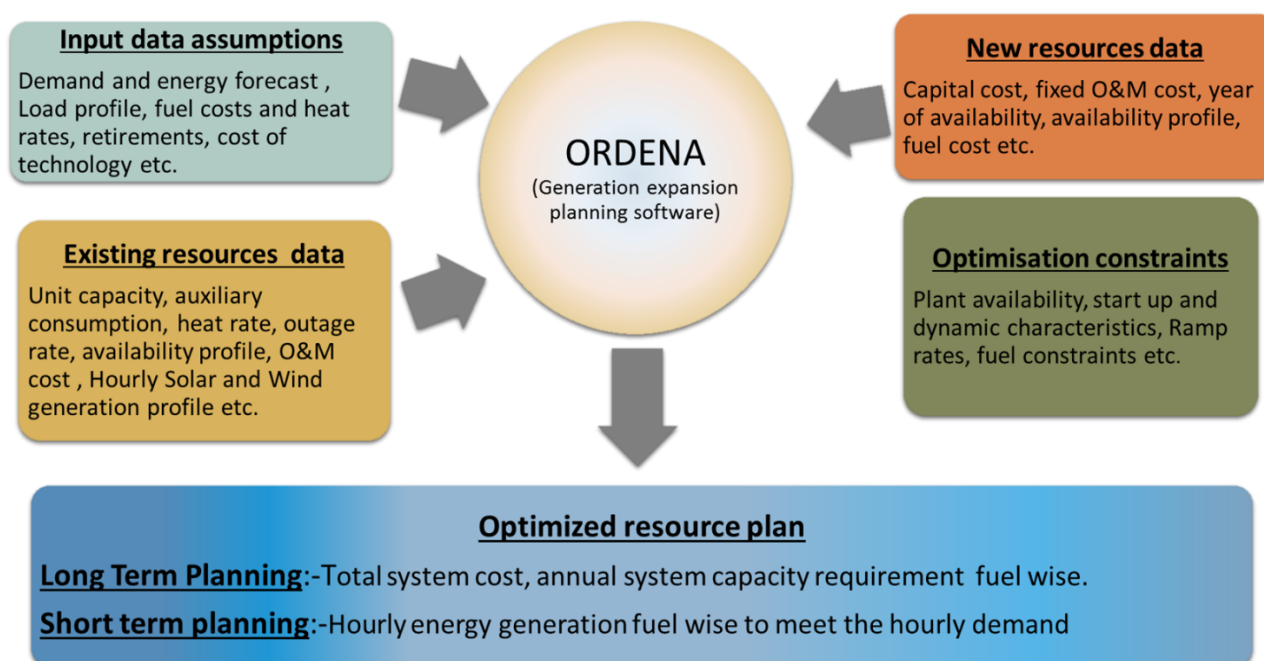 Input data assumptions
Demand and energy forecast ,
Load profile, fuel costs and heat
rates, retirements, cost of
technology etc.
Existing resources data
Unit capacity, auxiliary
consumption, heat rate, outage
rate, availability profile, O&M
cost , Hourly Solar and Wind
generation profile etc.
ORDENA
(Generation expansion
planning software)
New resources data
Capital cost, fixed O&M cost, year
of availability, availability profile,
fuel cost etc.
Optimisation constraints
Plant availability, start up and
dynamic characteristics, Ramp
rates, fuel constraints etc.
Optimized resource plan
Long Term Planning:-Total system cost, annual system capacity requirement fuel wise.
Short term planning:-Hourly energy generation fuel wise to meet the hourly demand